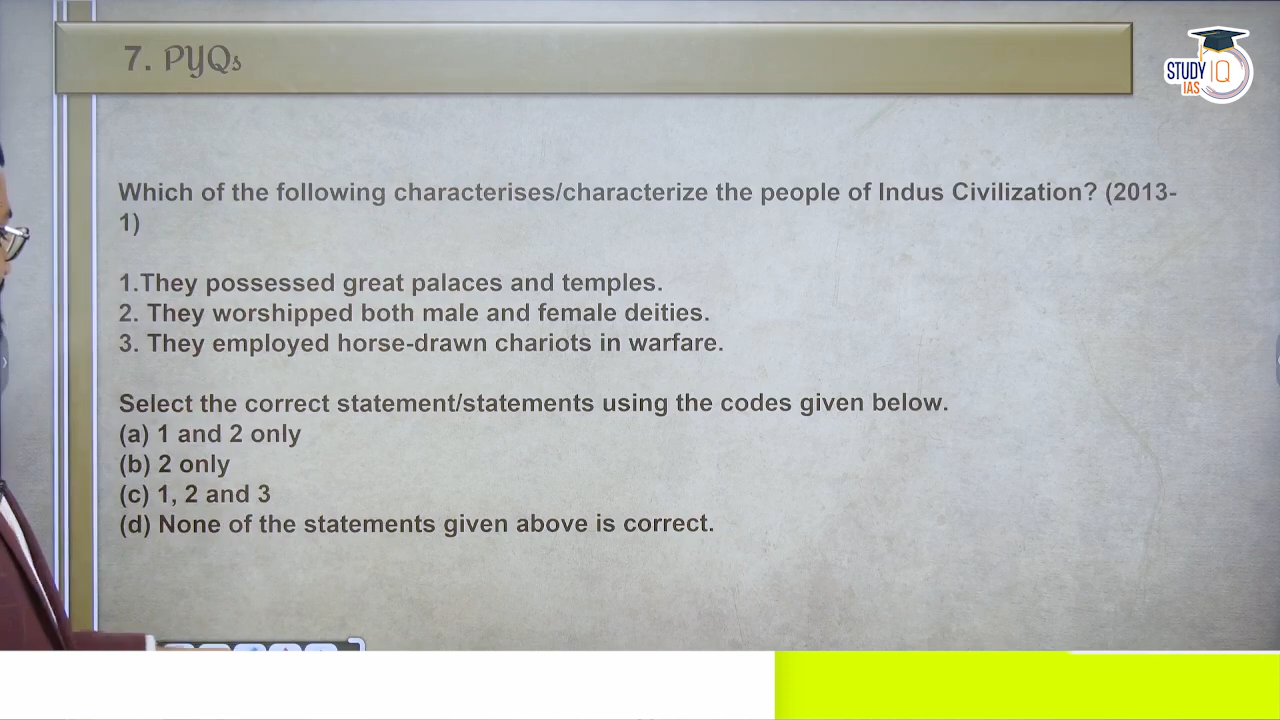 7. PYQs
STUDY IQ
IAS
Which of the following characterises/characterize the people of Indus Civilization? (2013-
1)
1.They possessed great palaces and temples.
2. They worshipped both male and female deities.
3. They employed horse-drawn chariots in warfare.
Select the correct statement/statements using the codes given below.
(a) 1 and 2 only
(b) 2 only
(c) 1, 2 and 3
(d) None of the statements given above is correct.